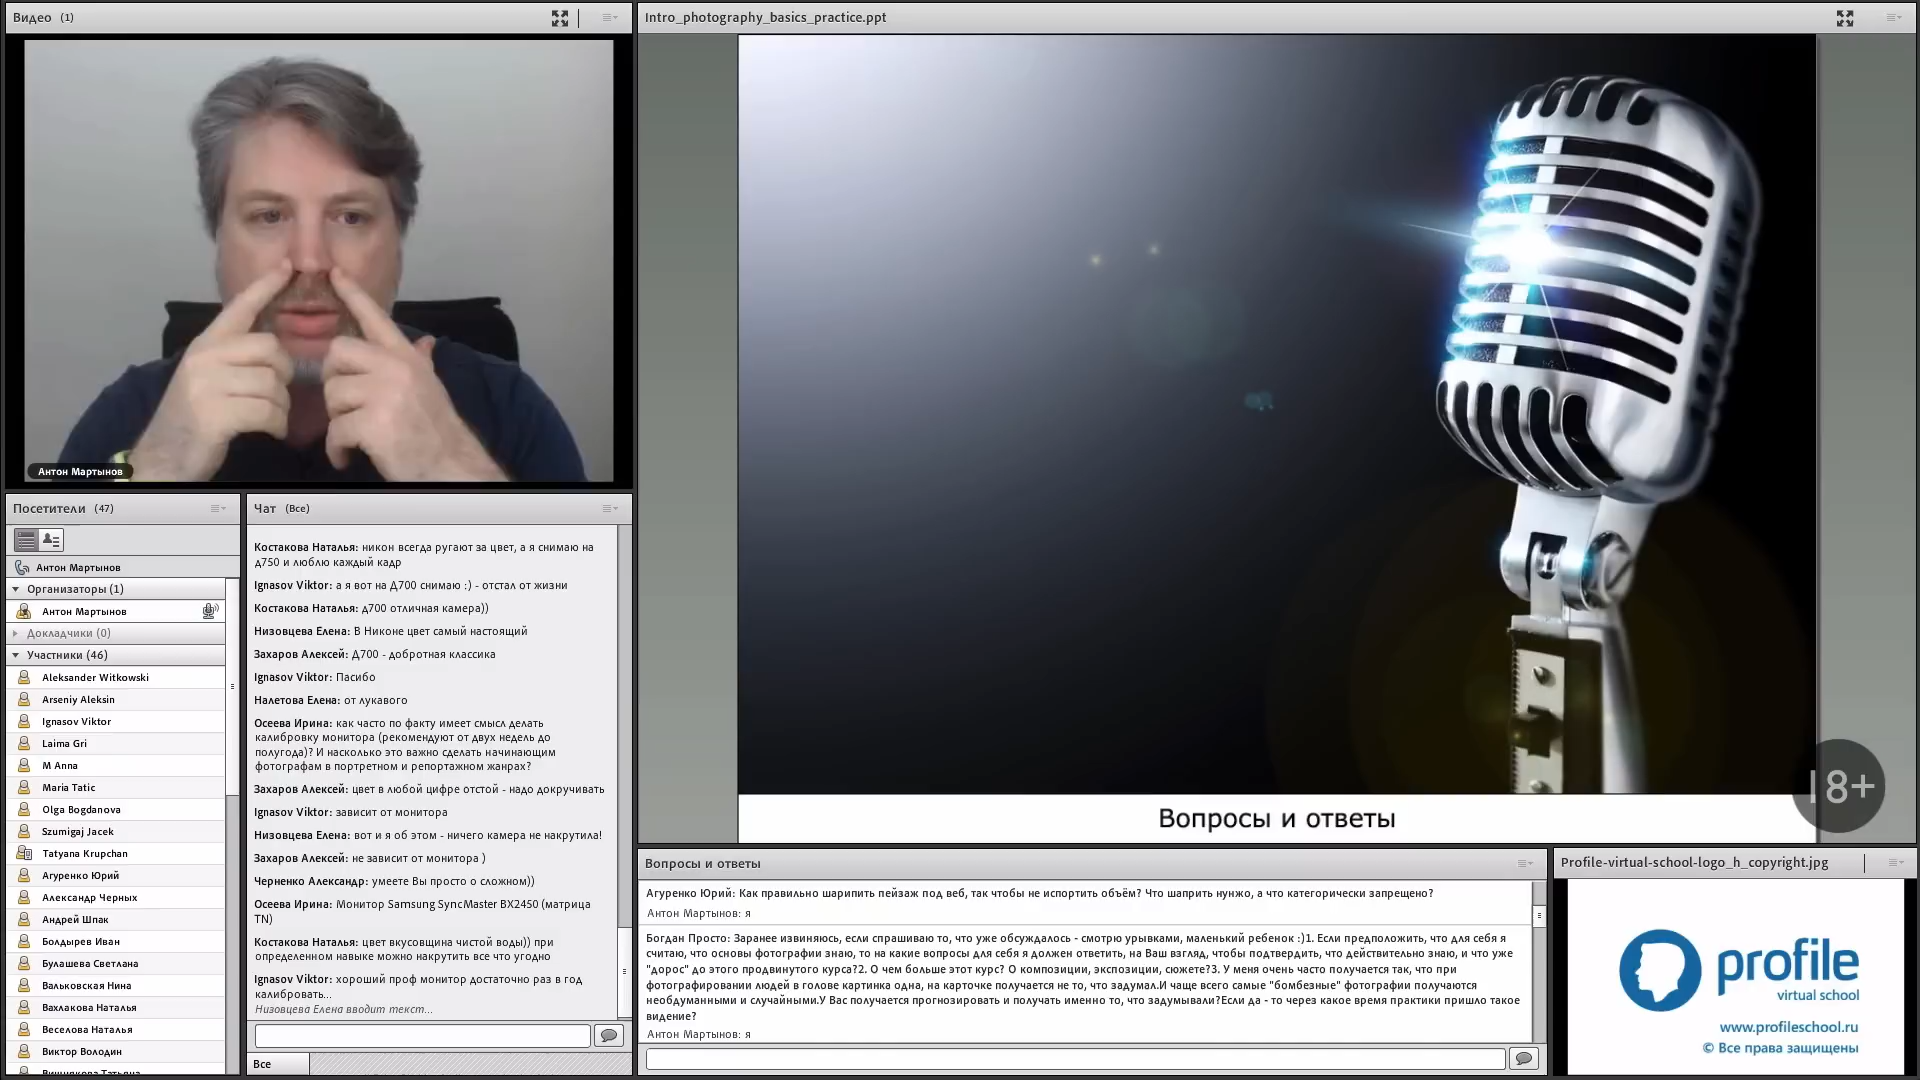 Видео (1)
Антон Мартынов
Посетители (47)
Антон Мартынов
Организаторы (1)
Антон Мартынов
Докладчики (0)
Участники (46)
Aleksander Witkowski
Arseniy Aleksin
Ignasov Viktor
Laima Gri
M Anna
Maria Tatic
Olga Bogdanova
Szumigaj Jacek
Tatyana Krupchan
Агуренко Юрий
Александр Черных
Андрей Шпак
Болдырев Иван
Булашева Светлана
Вальковская Нина
Вахлакова Наталья
Веселова Наталья
Виктор Володин
Чат (Все)
Костакова Наталья: никон всегда ругают за цвет, а я снимаю на
д750 и люблю каждый кадр
Ignasov Viktor: а я вот на Д700 снимаю :) - отстал от жизни
Костакова Наталья: д700 отличная камера))
Низовцева Елена: В Никоне цвет самый настоящий
Захаров Алексей: Д700 - добротная классика
Ignasov Viktor: Пасибо
Налетова Елена: от лукавого
Осеева Ирина: как часто по факту имеет смысл делать
калибровку монитора (рекомендуют от двух недель до
полугода)? И насколько это важно сделать начинающим
фотографам в портретном и репортажном жанрах?
Захаров Алексей: цвет в любой цифре отстой - надо докручивать
Ignasov Viktor: зависит от монитора
Низовцева Елена: вот и я об этом - ничего камера не накрутила!
Захаров Алексей: не зависит от монитора )
Черненко Александр: умеете Вы просто о сложном))
Осеева Ирина: Монитор Samsung SyncMaster BX2450 (матрица
TN)
Костакова Наталья: цвет вкусовщина чистой воды)) при
определенном навыке можно накрутить все что угодно
Ignasov Viktor: хороший проф монитор достаточно раз в год
калибровать...
Низовцева Елена вводит текст...
Все
Intro_photography_basics_practice.ppt
18+
Вопросы и ответы
Вопросы и ответы
Агуренко Юрий: Как правильно шарипить пейзаж под веб, так чтобы не испортить объём? Что шаприть нунжо, а что категорически запрещено?
Антон Мартынов: я
Богдан Просто: Заранее извиняюсь, если спрашиваю то, что уже обсуждалось - смотрю урывками, маленький ребенок :)1. Если предположить, что для себя я
считаю, что основы фотографии знаю, то на какие вопросы для себя я должен ответить, на Ваш взгляд, чтобы подтвердить, что действительно знаю, и что уже
"дорос" до этого продвинутого курса?2. О чем больше этот курс? О композиции, экспозиции, сюжете?3. У меня очень часто получается так, что при
фотографировании людей в голове картинка одна, на карточке получается не то, что задумал.И чаще всего самые "бомбезные" фотографии получаются
необдуманными и случайными.У Вас получается прогнозировать и получать именно то, что задумывали?Если да - то через какое время практики пришло такое
видение?
Антон Мартынов: я
Profile-virtual-school-logo_h_copyright.jpg
profile
virtual school
www.profileschool.ru
© Все права защищены